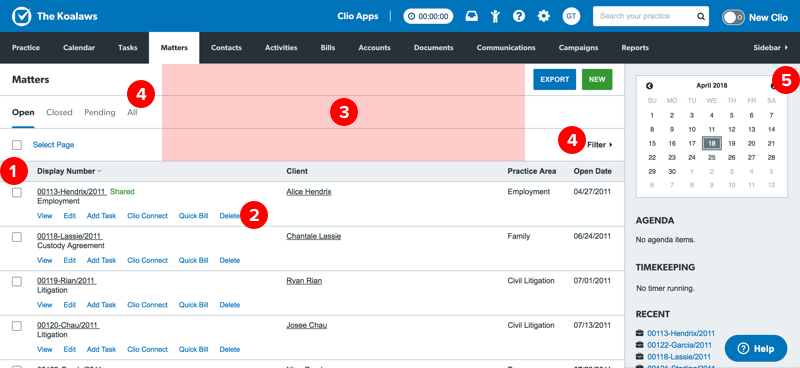 The Koalaws
Clio Apps
00:00:00
?
GT
Search your practice
New Clio
Practice Calendar Tasks Matters Contacts Activities Bills Accounts Documents Communications Campaigns Reports Sidebar
Matters
EXPORT NEW
Open Closed Pending All
4
3
5
Select Page
4
Filter
1
Display Number Client Practice Area Open Date
00113-Hendrix/2011 Shared Alice Hendrix Employment 04/27/2011
Employment
View Edit Add Task Clio Connect Quick Bill Delete
2
00118-Lassie/2011 Chantale Lassie Family 06/24/2011
Custody Agreement
View Edit Add Task Clio Connect Quick Bill Delete
00119-Rian/2011 Ryan Rian Civil Litigation 07/01/2011
Litigation
View Edit Add Task Clio Connect Quick Bill Delete
00120-Chau/2011 Josee Chau Civil Litigation 07/13/2011
Litigation
View Edit Add Task Clio Connect Quick Bill Delete
April 2018
SU MO TU WE TH FR SA
1 2 3 4 5 6 7
8 9 10 11 12 13 14
15 16 17 18 19 20 21
22 23 24 25 26 27 28
29 30 1 2 3 4 5
6 7 8 9 10 11 12
AGENDA
No agenda items.
TIMEKEEPING
No timer running.
RECENT
00113-Hendrix/2011
00122-Garcia/2011
00118-Lassie/2011
? Help